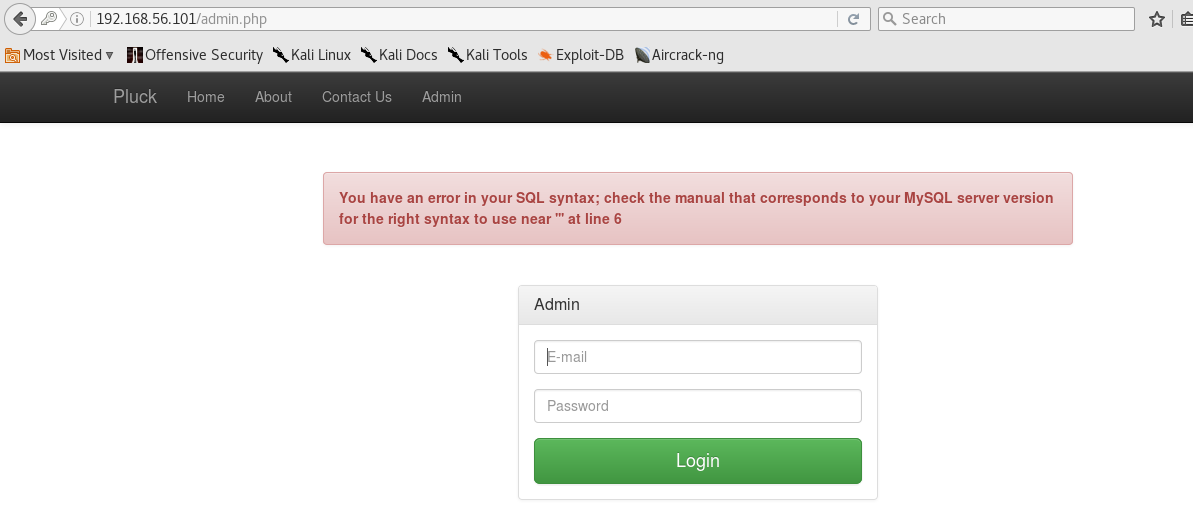 192.168.56.101/admin.php
Search
Most Visited
Offensive Security
Kali Linux
Kali Docs
Kali Tools
Exploit-DB
Aircrack-ng
Pluck
Home
About
Contact Us
Admin
You have an error in your SQL syntax; check the manual that corresponds to your MySQL server version
for the right syntax to use near ''' at line 6
Admin
E-mail
Password
Login